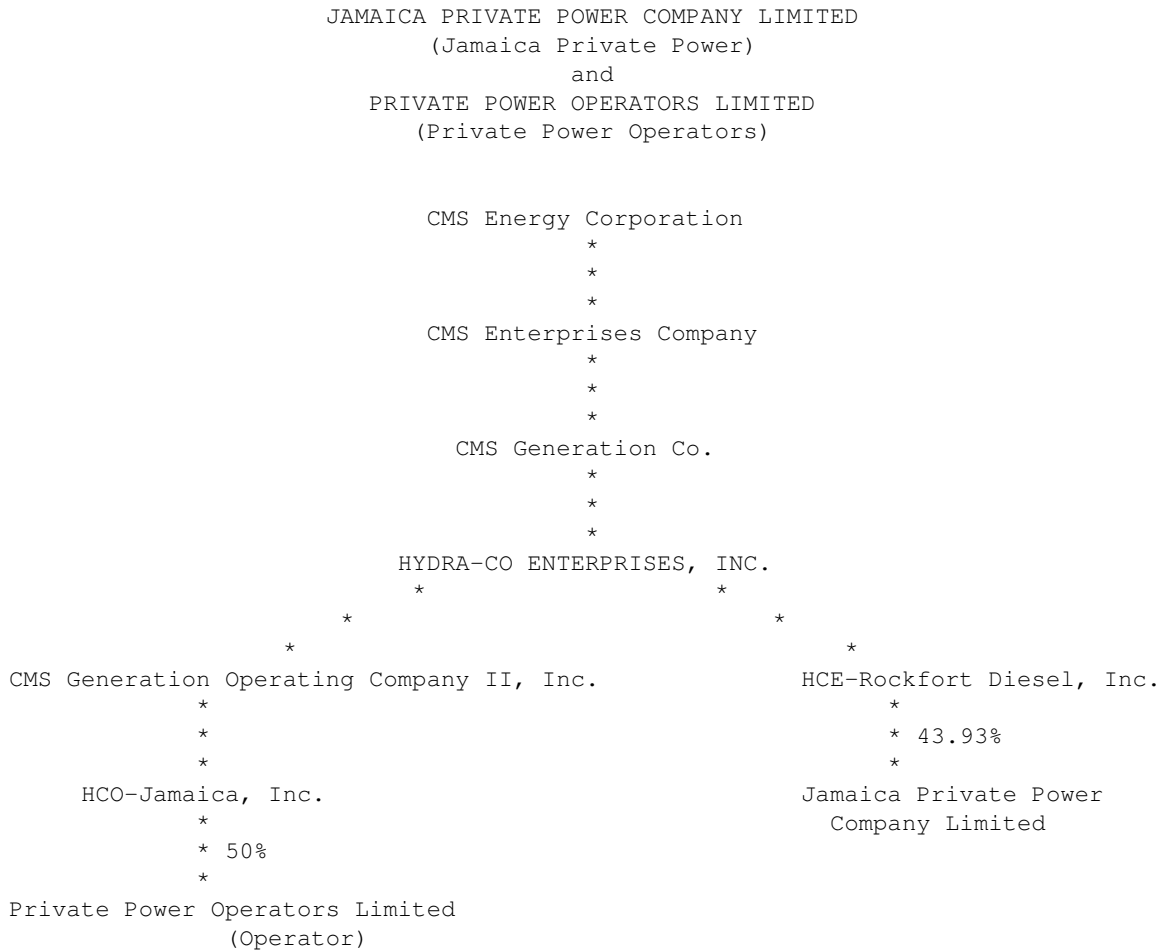 JAMAICA PRIVATE POWER COMPANY LIMITED
(Jamaica Private Power)
and
PRIVATE POWER OPERATORS LIMITED
(Private Power Operators)
CMS Energy Corporation
*
*
*
CMS Enterprises Company
*
*
*
CMS Generation Co.
*
*
*
HYDRA-CO ENTERPRISES, INC.
* *
* *
* *
CMS Generation Operating Company II, Inc. HCE-Rockfort Diesel, Inc.
* *
* * 43.93%
* *
HCO-Jamaica, Inc. Jamaica Private Power
* Company Limited
* 50%
*
Private Power Operators Limited
(Operator)